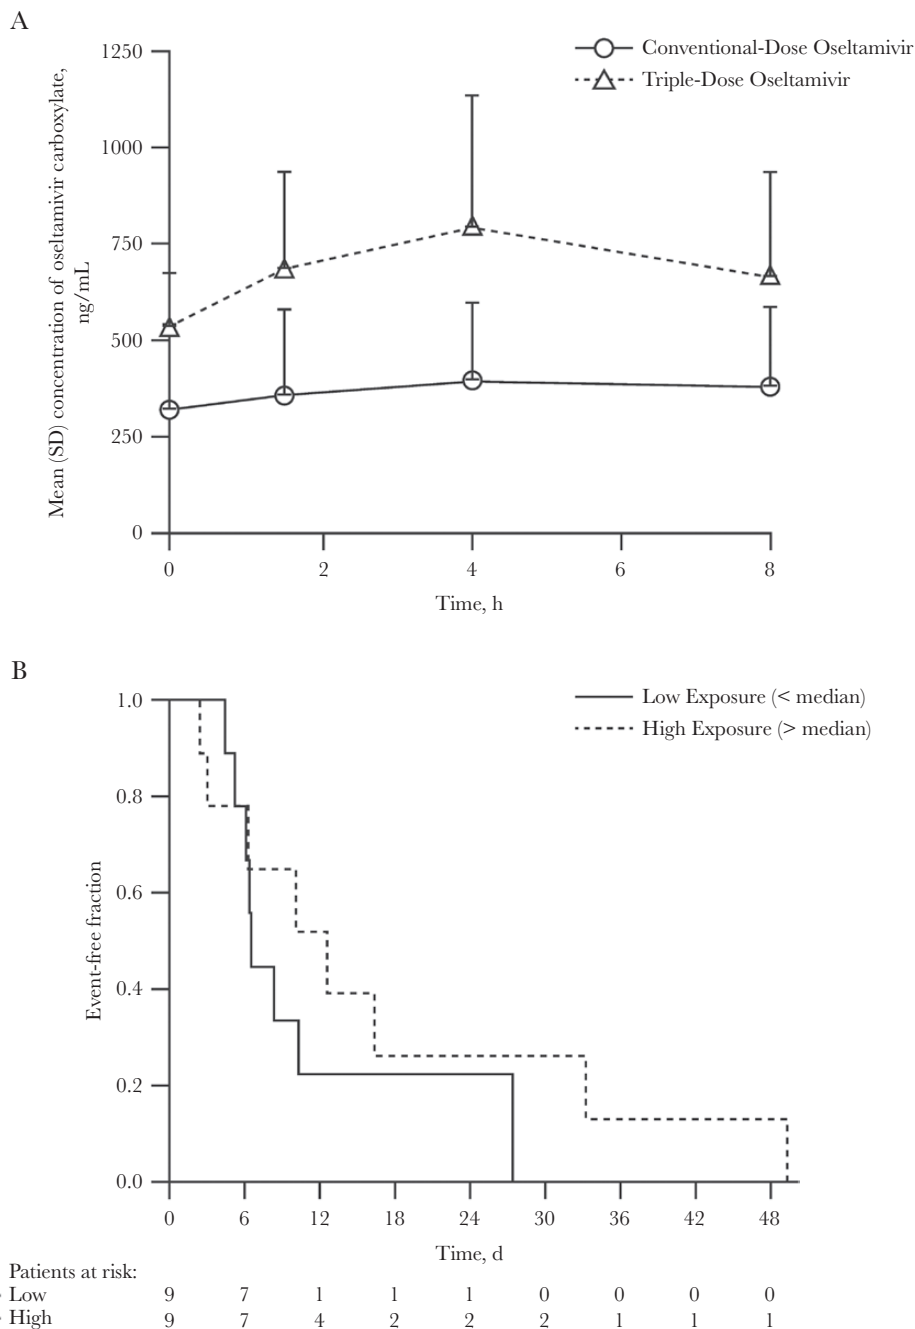 A
Conventional-Dose Oseltamivir
Triple-Dose Oseltamivir
Mean (SD) concentration of oseltamivir carboxylate,
ng/mL
1250
1000
750
500
250
0
0 2 4 6 8
Time, h
B
Low Exposure (< median)
High Exposure (> median)
Event-free fraction
1.0
0.8
0.6
0.4
0.2
0.0
0 6 12 18 24 30 36 42 48
Time, d
Patients at risk:
Low 9 7 1 1 1 0 0 0 0
High 9 7 4 2 2 2 1 1 1